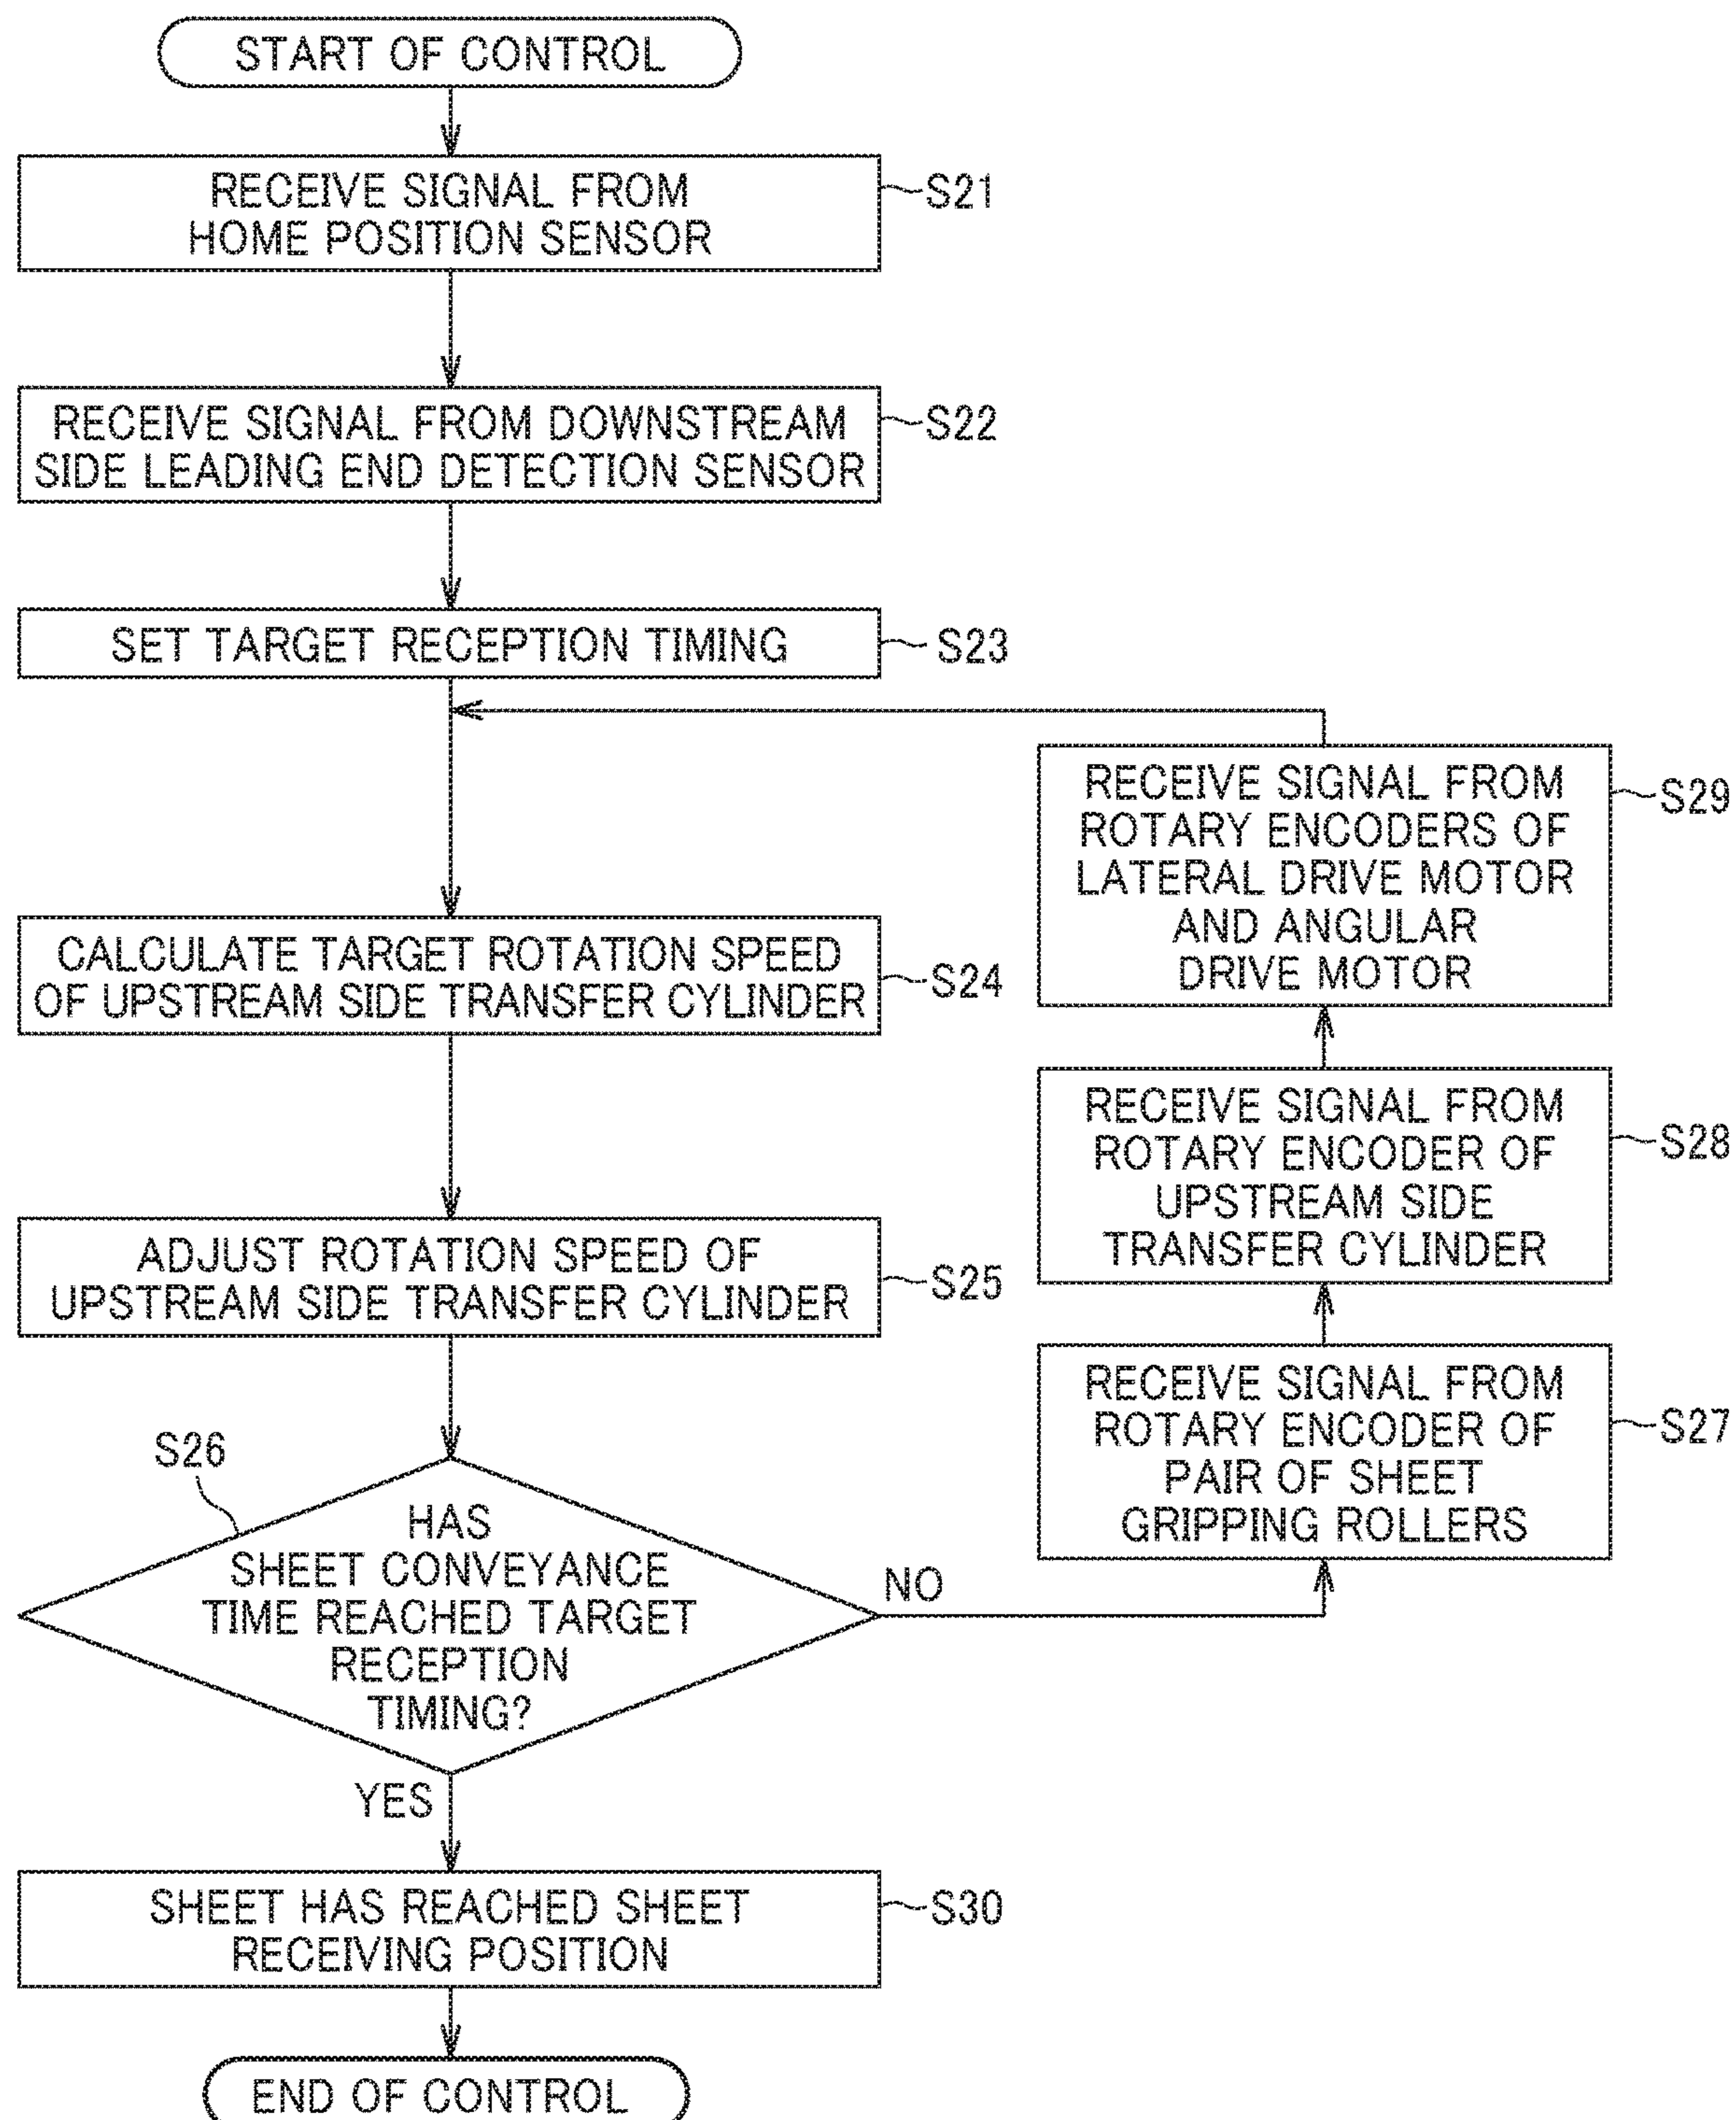 START OF CONTROL
RECEIVE SIGNAL FROM
HOME POSITION SENSOR
S21
RECEIVE SIGNAL FROM DOWNSTREAM
SIDE LEADING END DETECTION SENSOR
S22
SET TARGET RECEPTION TIMING
S23
CALCULATE TARGET ROTATION SPEED
OF UPSTREAM SIDE TRANSFER CYLINDER
S24
ADJUST ROTATION SPEED OF
UPSTREAM SIDE TRANSFER CYLINDER
S25
S26
HAS
SHEET CONVEYANCE
TIME REACHED TARGET
RECEPTION
TIMING?
NO
RECEIVE SIGNAL FROM
ROTARY ENCODER OF
PAIR OF SHEET
GRIPPING ROLLERS
S27
RECEIVE SIGNAL FROM
ROTARY ENCODER OF
UPSTREAM SIDE
TRANSFER CYLINDER
S28
RECEIVE SIGNAL FROM
ROTARY ENCODERS OF
LATERAL DRIVE MOTOR
AND ANGULAR
DRIVE MOTOR
S29
YES
SHEET HAS REACHED SHEET
RECEIVING POSITION
S30
END OF CONTROL